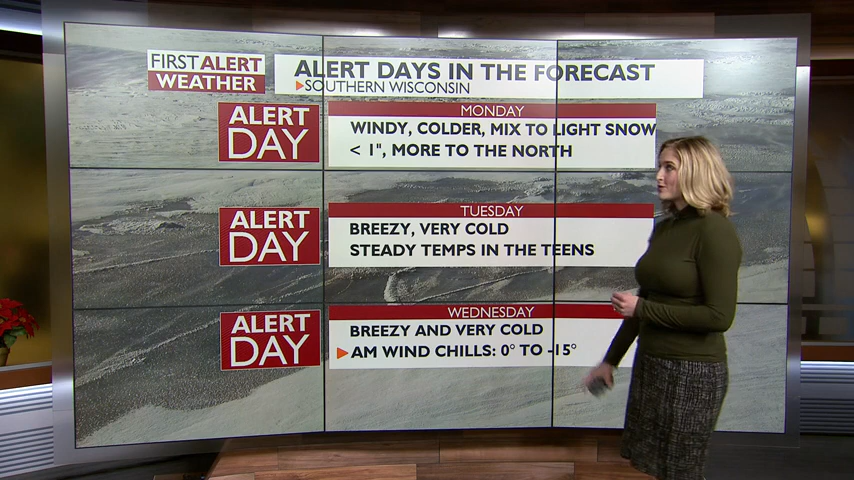 FIRST ALERT
WEATHER
ALERT DAYS IN THE FORECAST
SOUTHERN WISCONSIN
ALERT
DAY
MONDAY
WINDY, COLDER, MIX TO LIGHT SNOW
< 1", MORE TO THE NORTH
ALERT
DAY
TUESDAY
BREEZY, VERY COLD
STEADY TEMPS IN THE TEENS
ALERT
DAY
WEDNESDAY
BREEZY AND VERY COLD
AM WIND CHILLS: 0° TO -15°